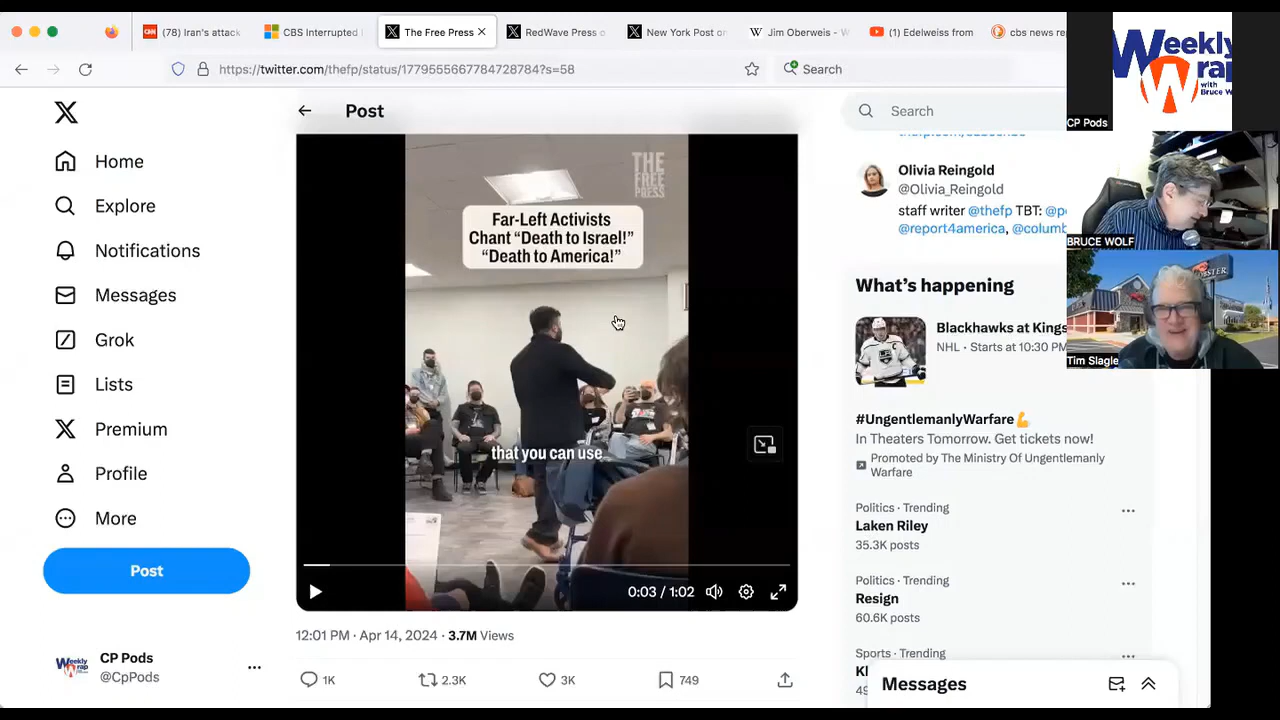 (78) Iran's attack
CBS Interrupted
The Free Press
RedWave Press
New York Post
Jim Oberweis - W
(1) Edelweiss from
cbs news
https://twitter.com/thefp/status/1779555667784728784?s=58
Search
Post
Search
Home
Explore
Notifications
Messages
Grok
Lists
Premium
Profile
More
Post
CP Pods
@CpPods
THE
FREE
PRESS
Far-Left Activists
Chant “Death to Israel!”
“Death to America!”
that you can use
0:03 / 1:02
12:01 PM · Apr 14, 2024 · 3.7M Views
1K
2.3K
3K
749
Olivia Reingold
@Olivia_Reingold
staff writer @thefp TBT:
@report4america,
What’s happening
Blackhawks at Kings
NHL · Starts at 10:30 PM
#UngentlemanlyWarfare
In Theaters Tomorrow. Get tickets now!
Promoted by The Ministry Of Ungentlemanly
Warfare
Politics · Trending
Laken Riley
35.3K posts
Politics · Trending
Resign
60.6K posts
Sports · Trending
Messages
Weekly
with
CP Pods
BRUCE WOLF
Tim Slagle